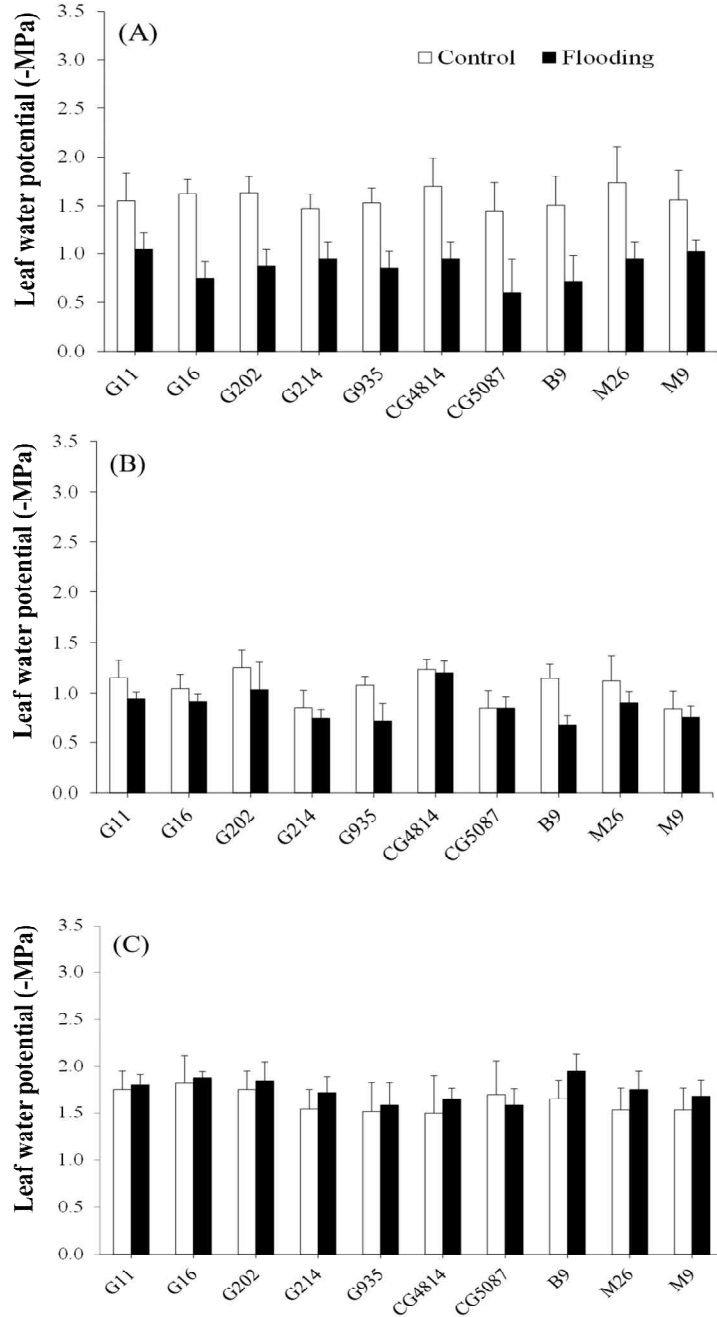 (A)
Control Flooding
Leaf water potential (-MPa)
3.5
3.0
2.5
2.0
1.5
1.0
0.5
0.0
G11 G16 G202 G214 G935 CG4814 CG5087 B9 M26 M9
(B)
Leaf water potential (-MPa)
3.5
3.0
2.5
2.0
1.5
1.0
0.5
0.0
G11 G16 G202 G214 G935 CG4814 CG5087 B9 M26 M9
(C)
Leaf water potential (-MPa)
3.5
3.0
2.5
2.0
1.5
1.0
0.5
0.0
G11 G16 G202 G214 G935 CG4814 CG5087 B9 M26 M9